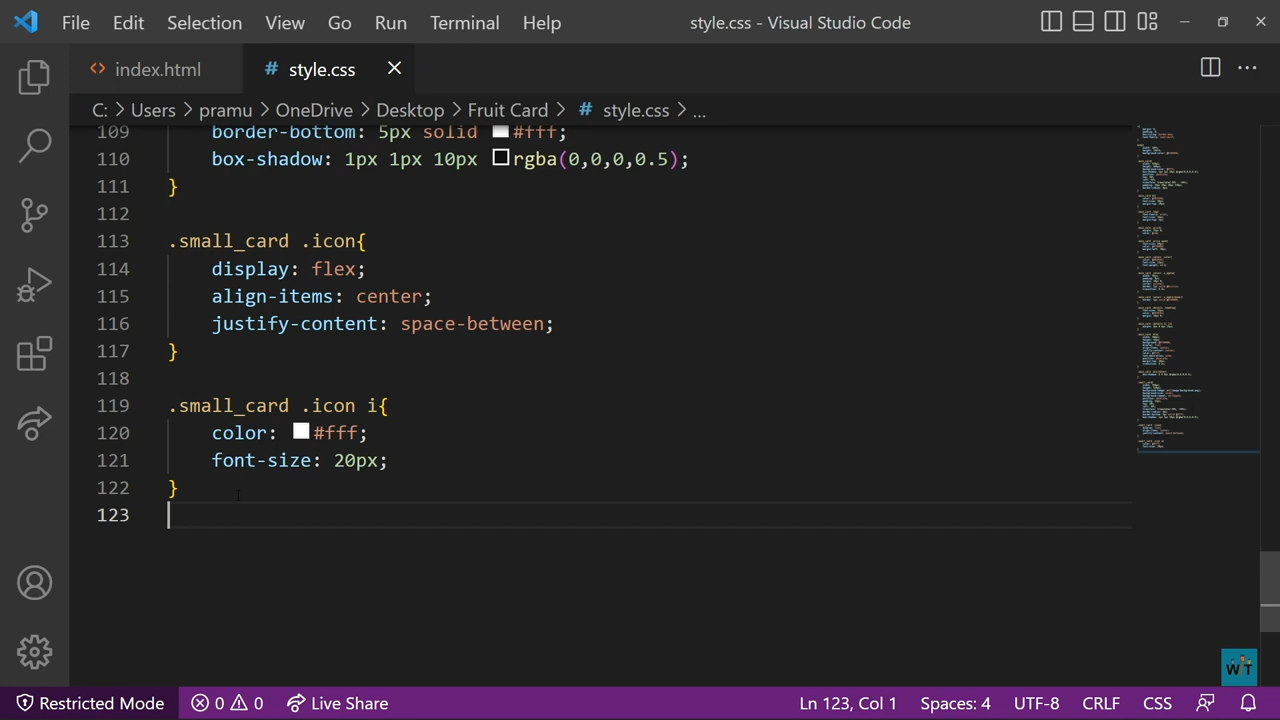 File Edit Selection View Go Run Terminal Help style.css - Visual Studio Code
index.html # style.css
C: > Users > pramu > OneDrive > Desktop > Fruit Card > # style.css > ...
109 border-bottom: 5px solid #fff;
110 box-shadow: 1px 1px 10px rgba(0,0,0,0.5);
111 }
112
113 .small_card .icon{
114 display: flex;
115 align-items: center;
116 justify-content: space-between;
117 }
118
119 .small_card .icon i{
120 color: #fff;
121 font-size: 20px;
122 }
123
WT
Restricted Mode 0 0 Live Share Ln 123, Col 1 Spaces: 4 UTF-8 CRLF CSS